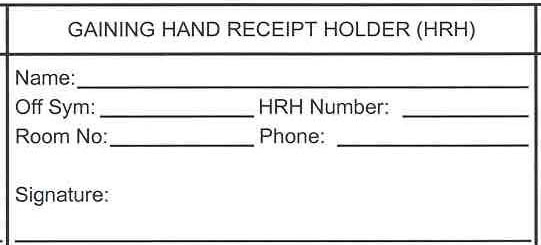 GAINING HAND RECEIPT HOLDER (HRH)
Name:
Off Sym: HRH Number:
Room No: Phone:
Signature: